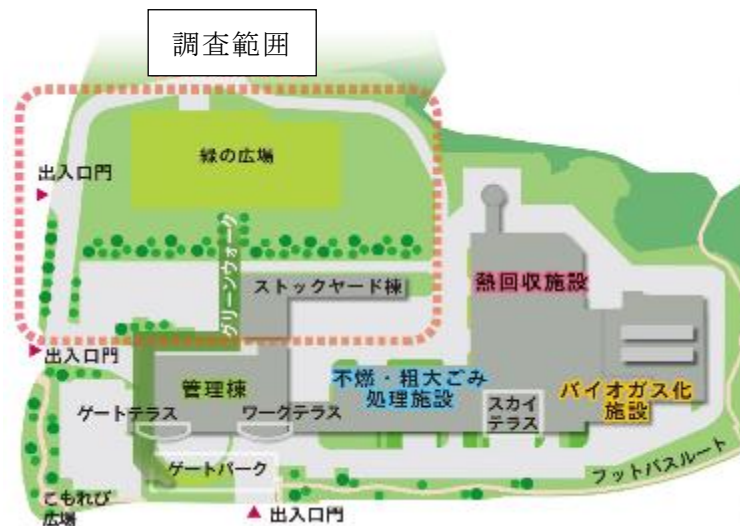 調査範囲
緑の広場
出入口門
グリーンウォーク
ストックヤード棟
熱回収施設
出入口門
管理棟
不燃・粗大ごみ
処理施設
バイオガス化
施設
スカイ
テラス
ゲートテラス
ワークテラス
ゲートパーク
フットパスルート
こもれび
広場
出入口門